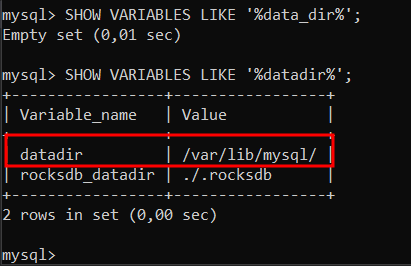 mysql> SHOW VARIABLES LIKE '%data_dir%';
Empty set (0,01 sec)
mysql> SHOW VARIABLES LIKE '%datadir%';
+-----------------+-----------------+
| Variable_name   | Value           |
+-----------------+-----------------+
| datadir         | /var/lib/mysql/ |
| rocksdb_datadir | ./.rocksdb      |
+-----------------+-----------------+
2 rows in set (0,00 sec)
mysql>